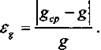 ε_g = |g_ср − g| / g.